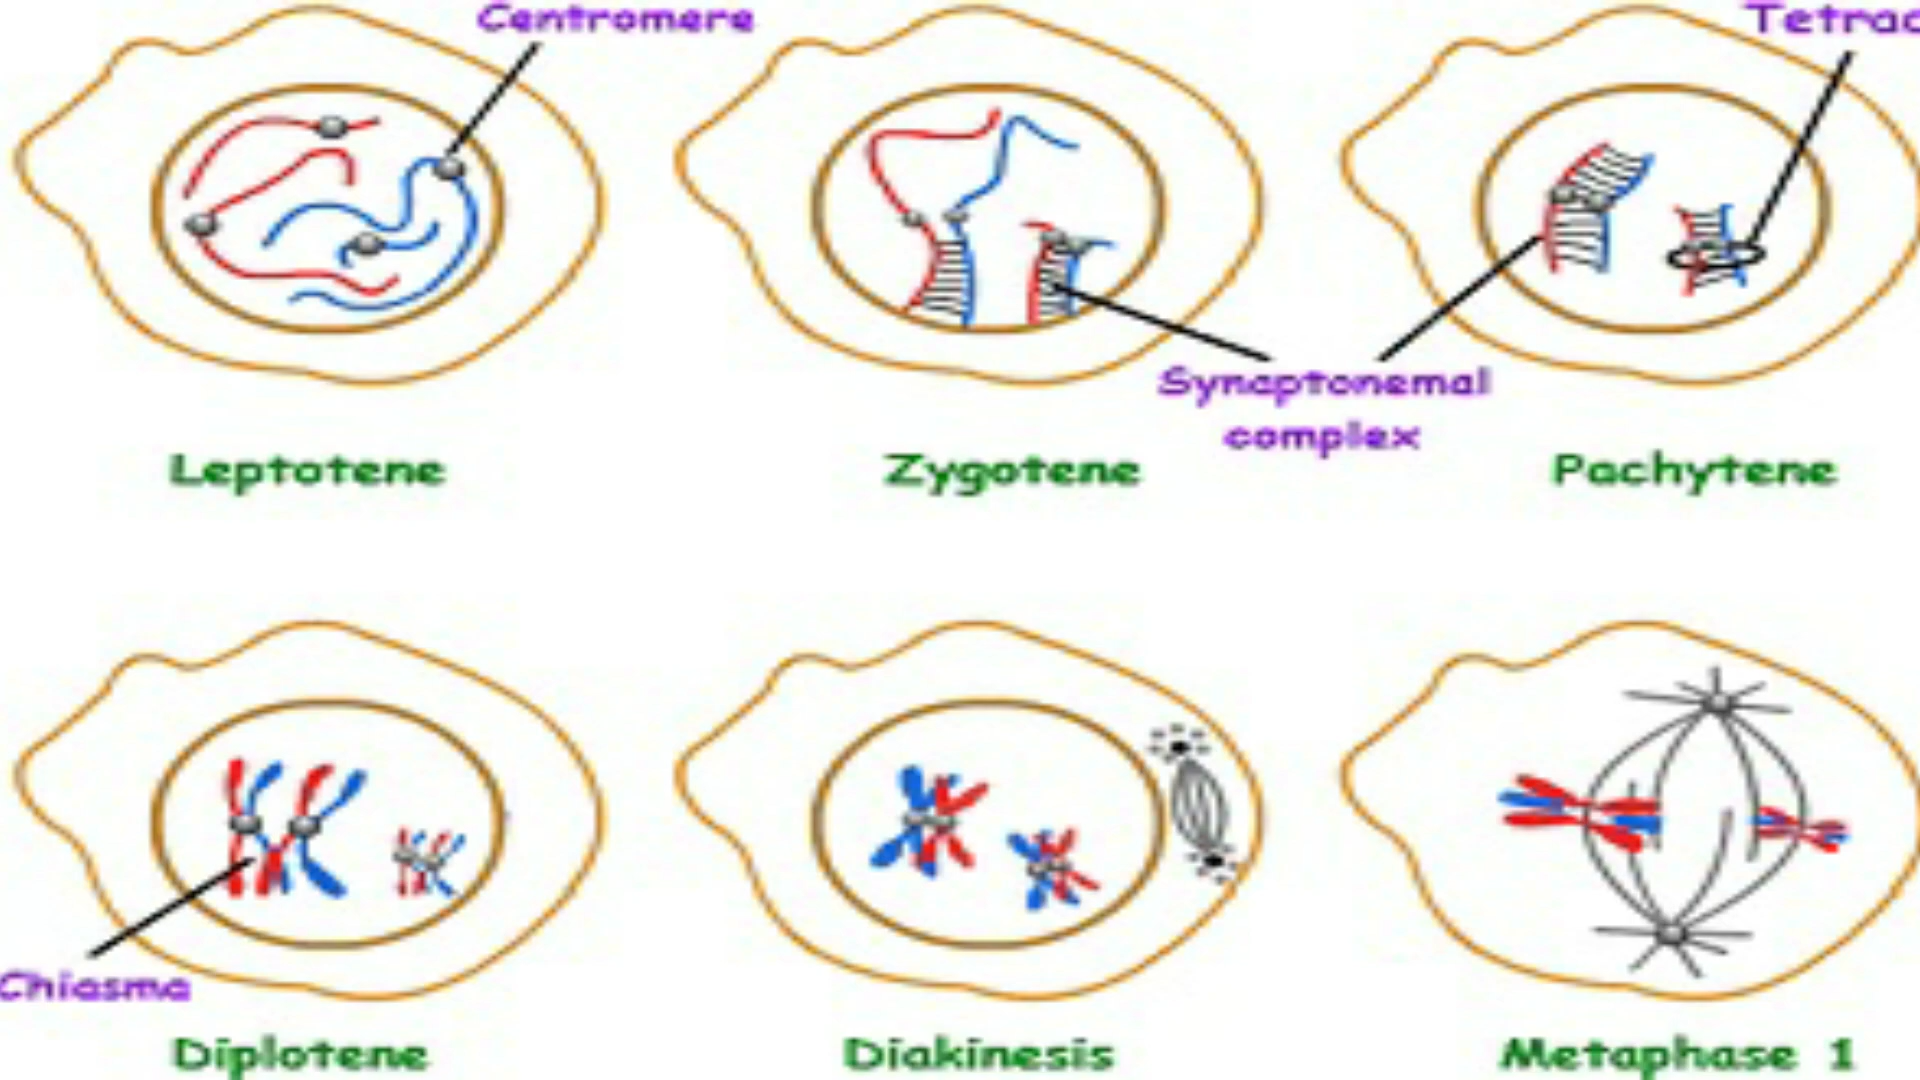 Centromere
Tetrad
Synaptonemal
complex
Leptotene
Zygotene
Pachytene
Chiasma
Diplotene
Diakinesis
Metaphase 1